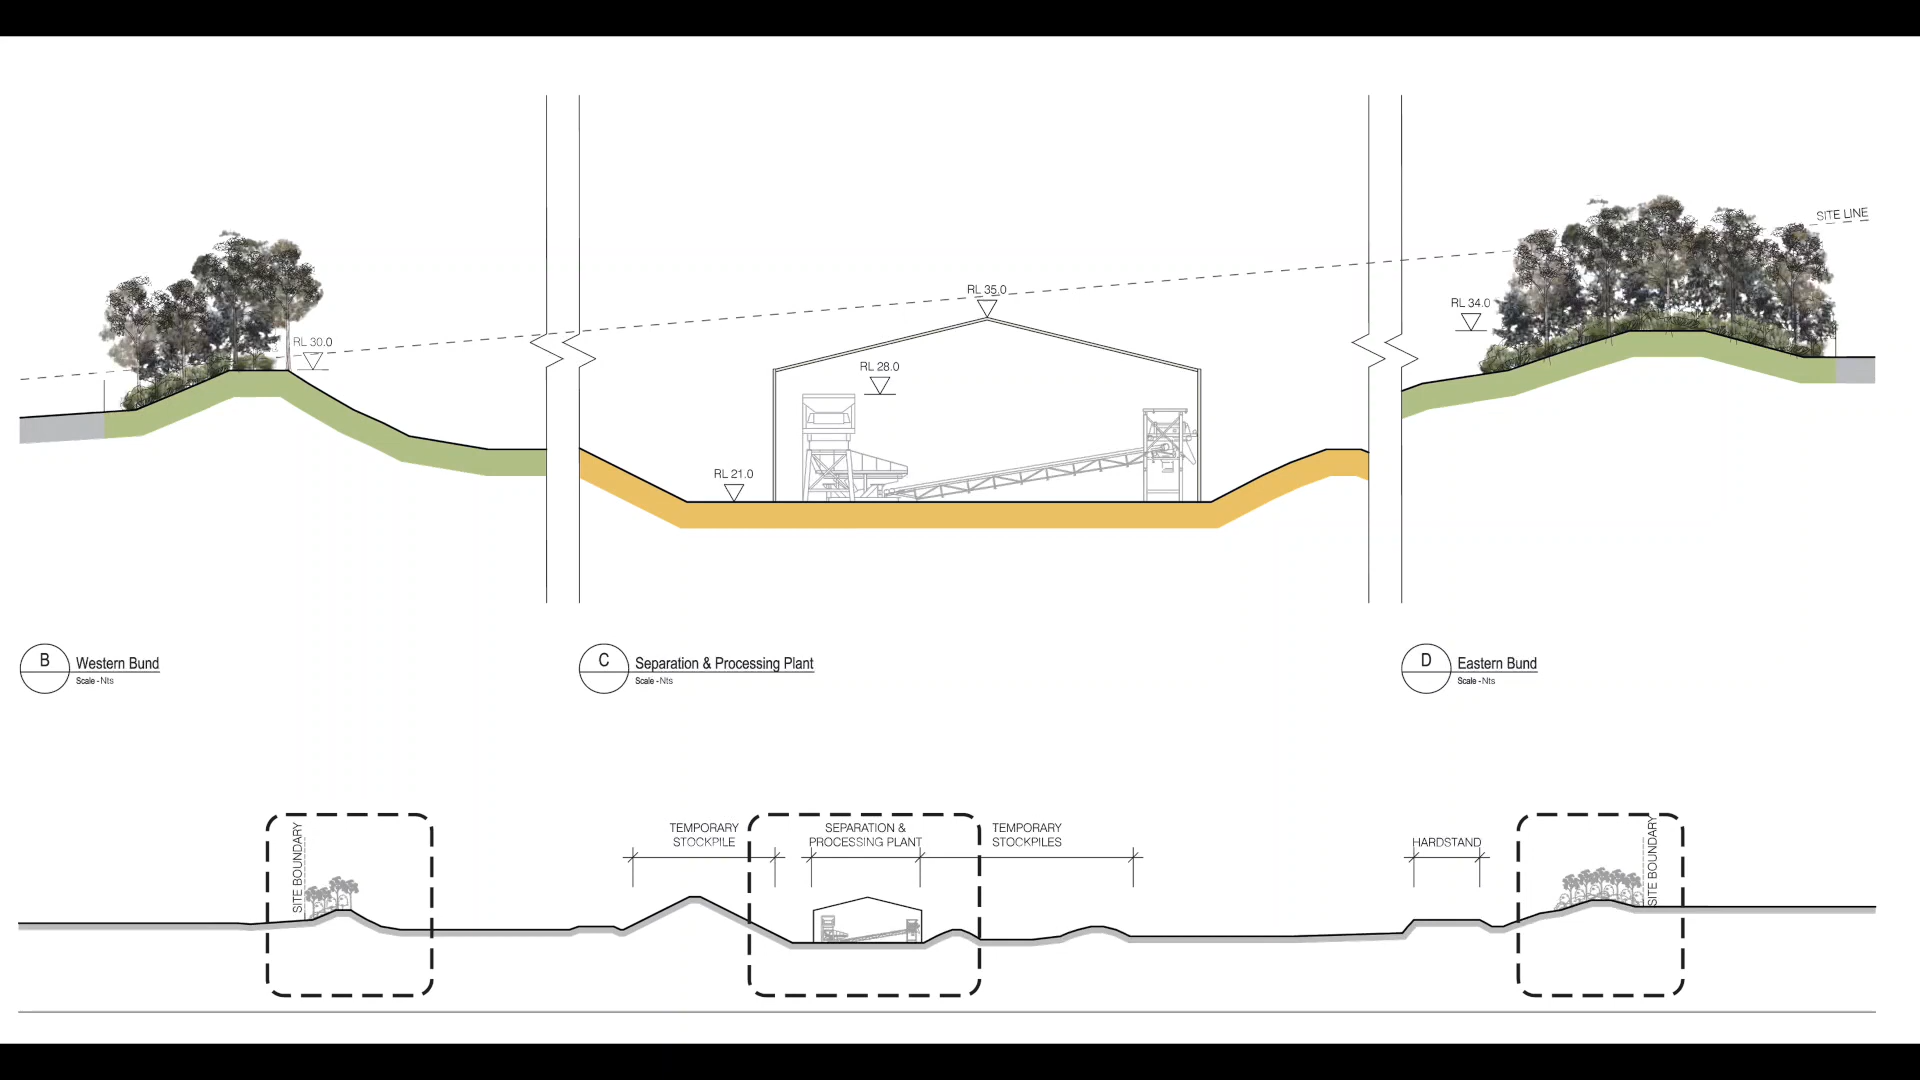 SITE LINE
RL 35.0
RL 34.0
RL 30.0
RL 28.0
RL 21.0
B
Western Bund
Scale - Nts
C
Separation & Processing Plant
Scale - Nts
D
Eastern Bund
Scale - Nts
SITE BOUNDARY
TEMPORARY
STOCKPILE
SEPARATION &
PROCESSING PLANT
TEMPORARY
STOCKPILES
HARDSTAND
SITE BOUNDARY